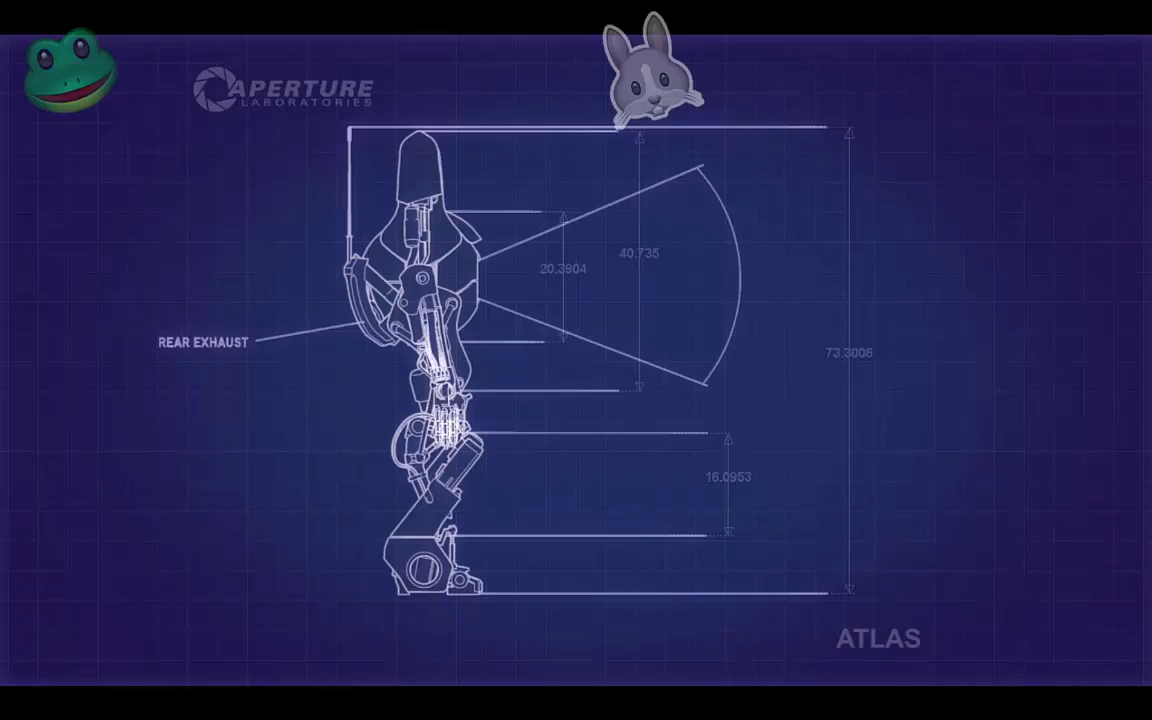 APERTURE
LABORATORIES
40.735
20.3904
REAR EXHAUST
73.3006
16.0953
ATLAS